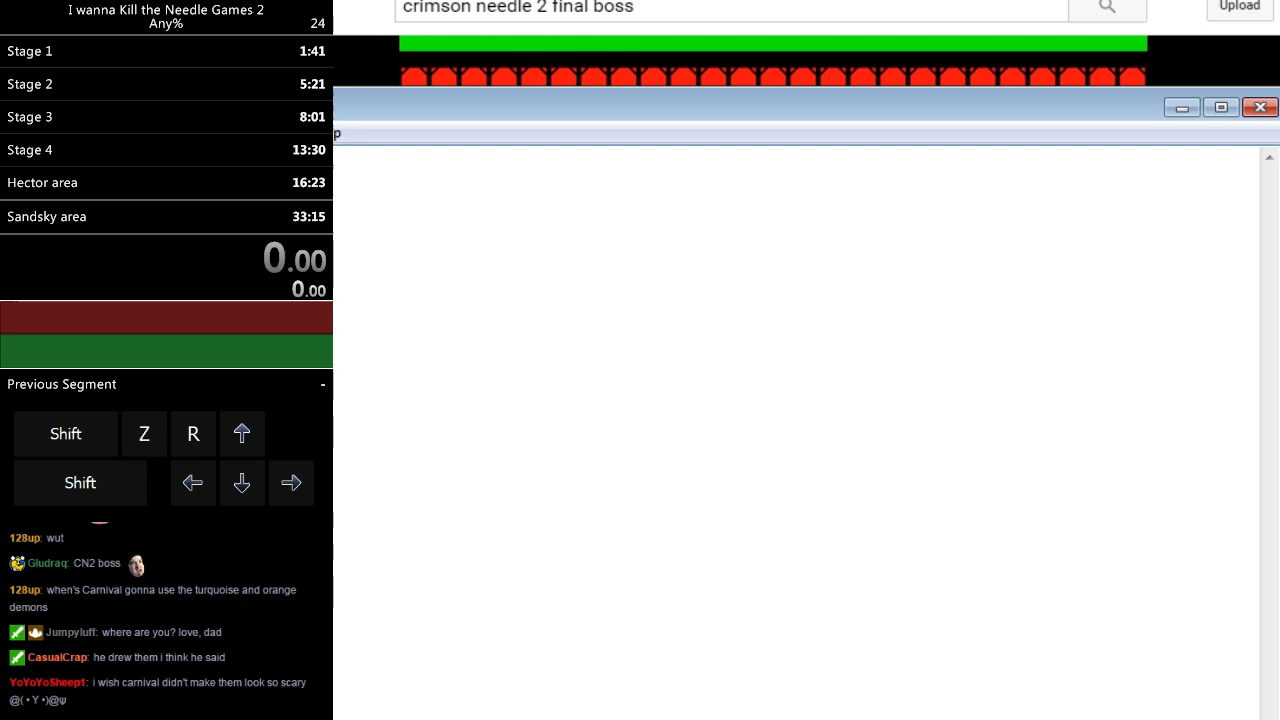 I wanna Kill the Needle Games 2
Any% 24
Stage 1 1:41
Stage 2 5:21
Stage 3 8:01
Stage 4 13:30
Hector area 16:23
Sandsky area 33:15
0.00
0.00
Previous Segment -
Shift Z R ↑
Shift ← ↓ →
128up: wut
Gludraq: CN2 boss
128up: when's Carnival gonna use the turquoise and orange
demons
Jumpyluff: where are you? love, dad
CasualCrap: he drew them i think he said
YoYoYoSheep1: i wish carnival didn't make them look so scary
@( • Y •)@ψ
crimson needle 2 final boss
Upload
p